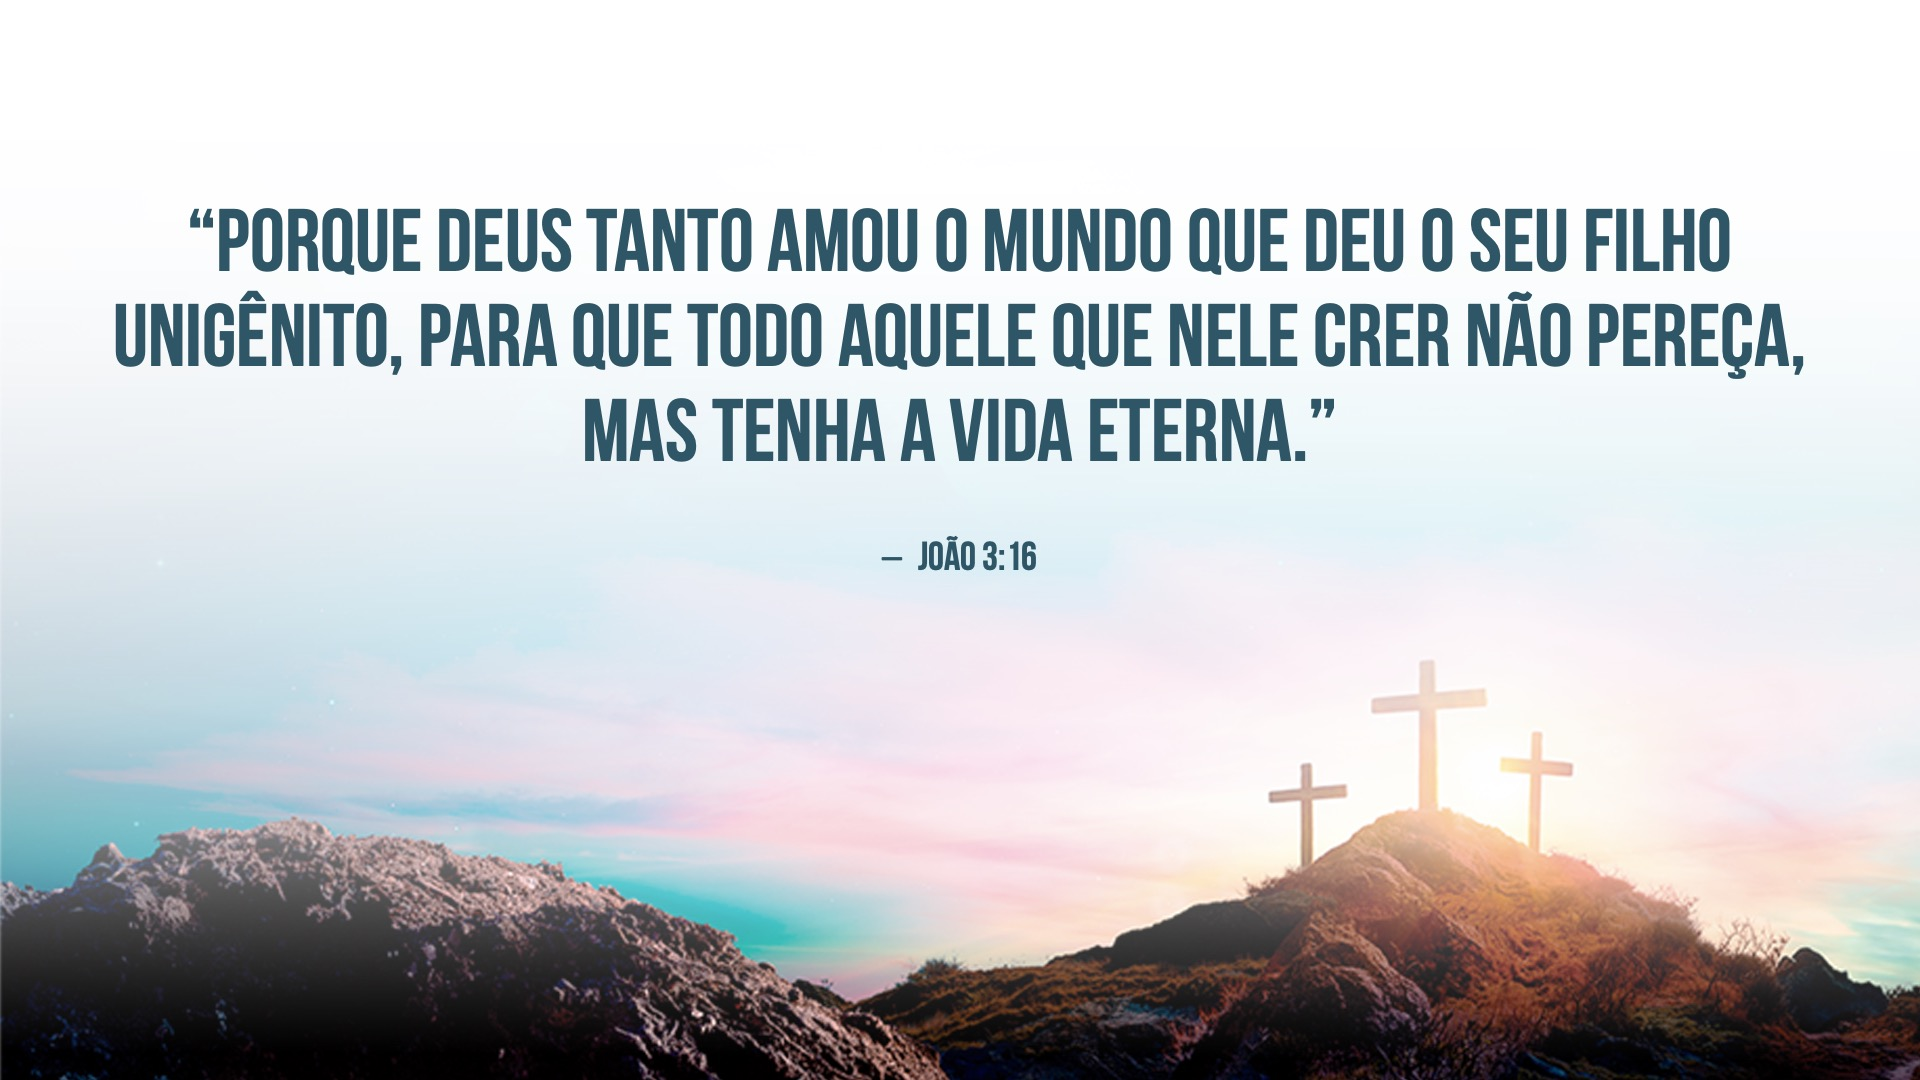 “PORQUE DEUS TANTO AMOU O MUNDO QUE DEU O SEU FILHO
UNIGÊNITO, PARA QUE TODO AQUELE QUE NELE CRER NÃO PEREÇA,
MAS TENHA A VIDA ETERNA.”
– JOÃO 3:16